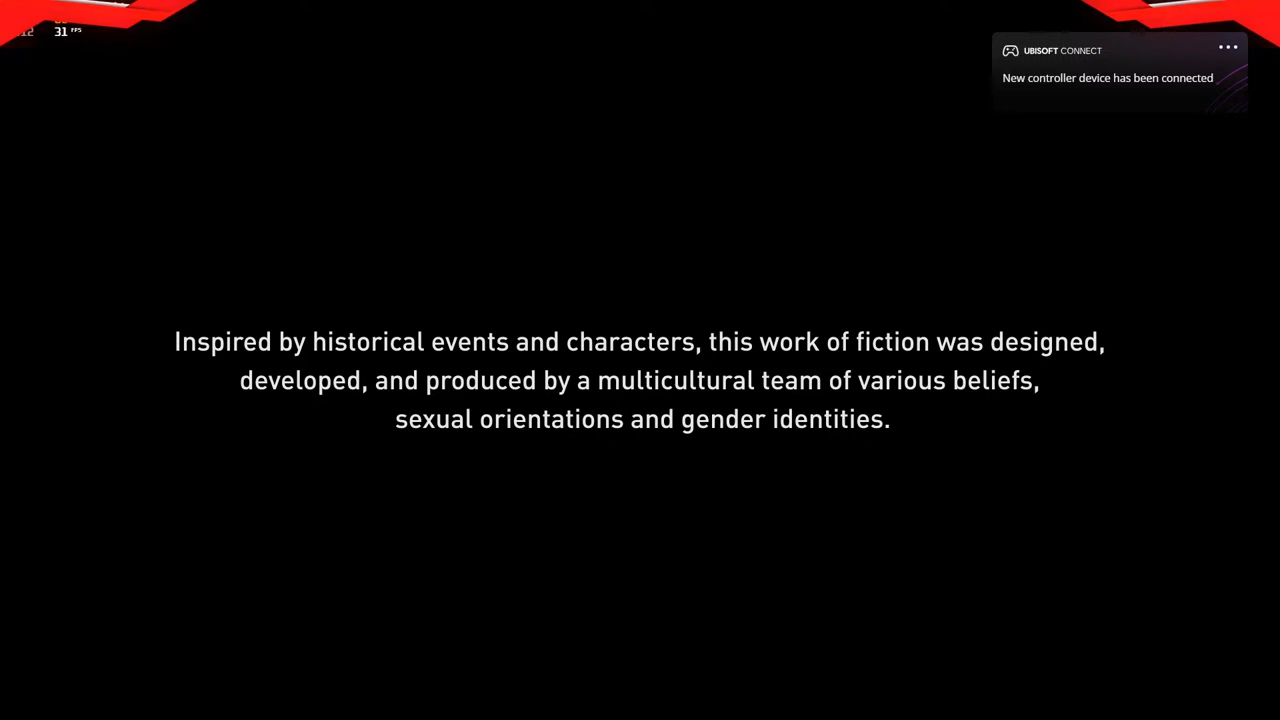 31 FPS
UBISOFT CONNECT
New controller device has been connected
Inspired by historical events and characters, this work of fiction was designed,
developed, and produced by a multicultural team of various beliefs,
sexual orientations and gender identities.